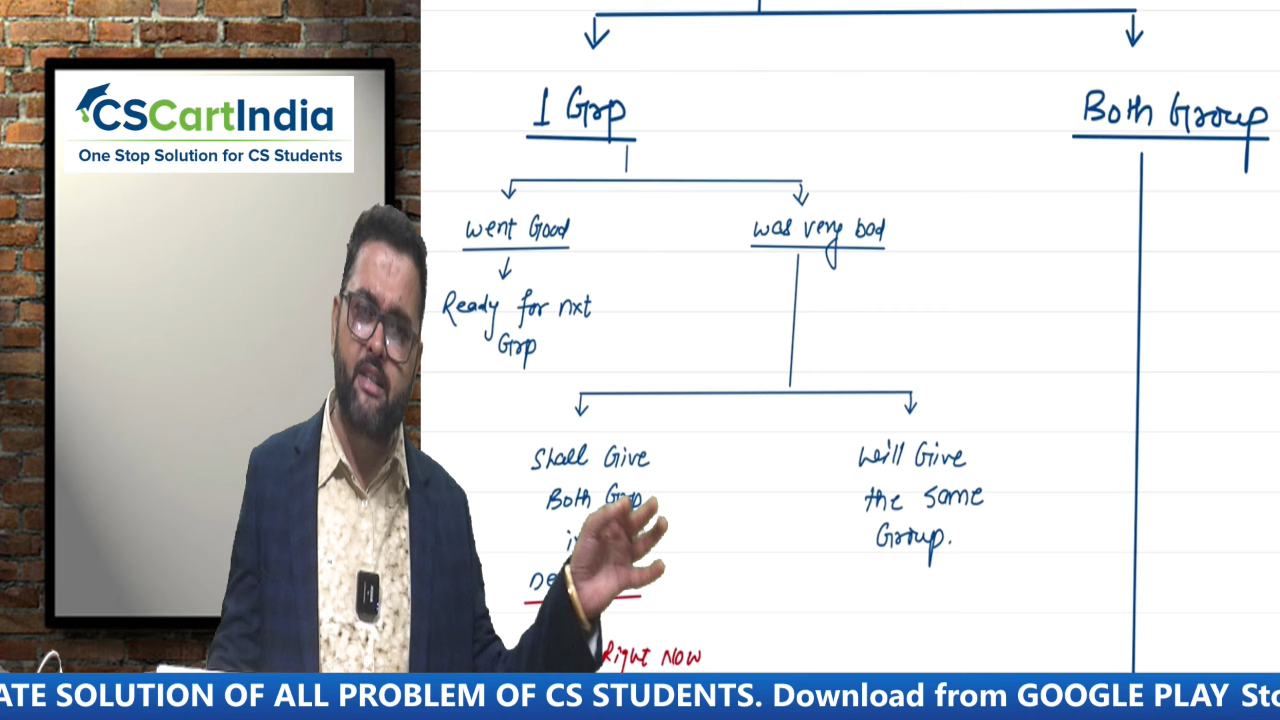 CSCartIndia
One Stop Solution for CS Students
1 Grp
Both Group
went Good
was very bad
Ready for nxt
Grp
Shall Give
Both Grp
will Give
the same
Group.
Right Now
ATE SOLUTION OF ALL PROBLEM OF CS STUDENTS. Download from GOOGLE PLAY Sto